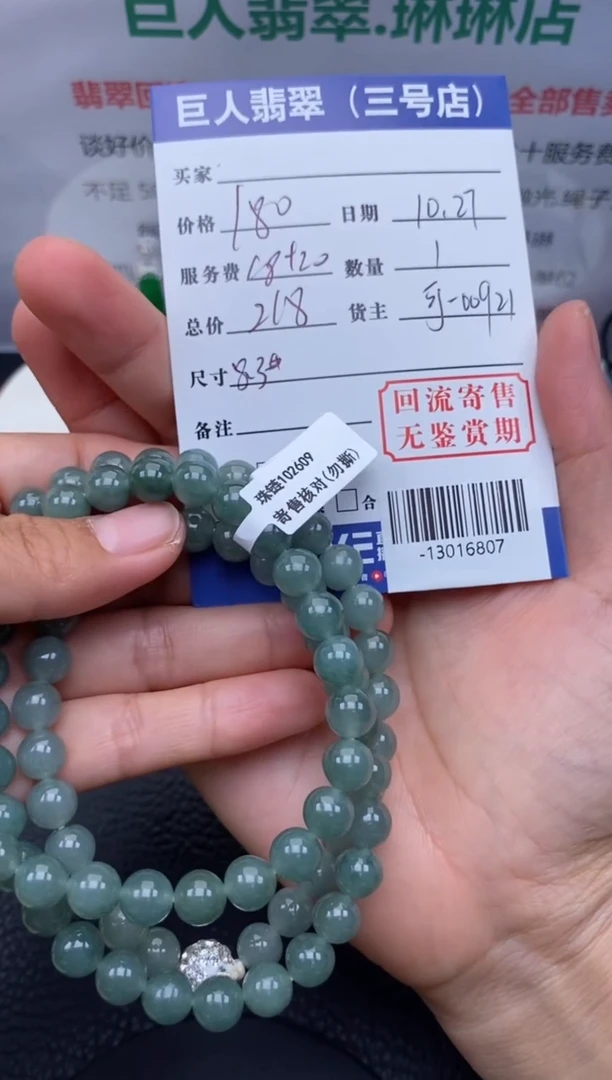 巨人翡翠.琳琳店
翡翠回
全部售
谈好价
十服务费
不足
绳子
巨人翡翠（三号店）
买家
价格 180 日期 10.27
服务费 18+20 数量 1
总价 218 货主
尺寸 8.3
备注
回流寄售
无鉴赏期
珠链102609
寄售核对(勿撕)
合
-13016807